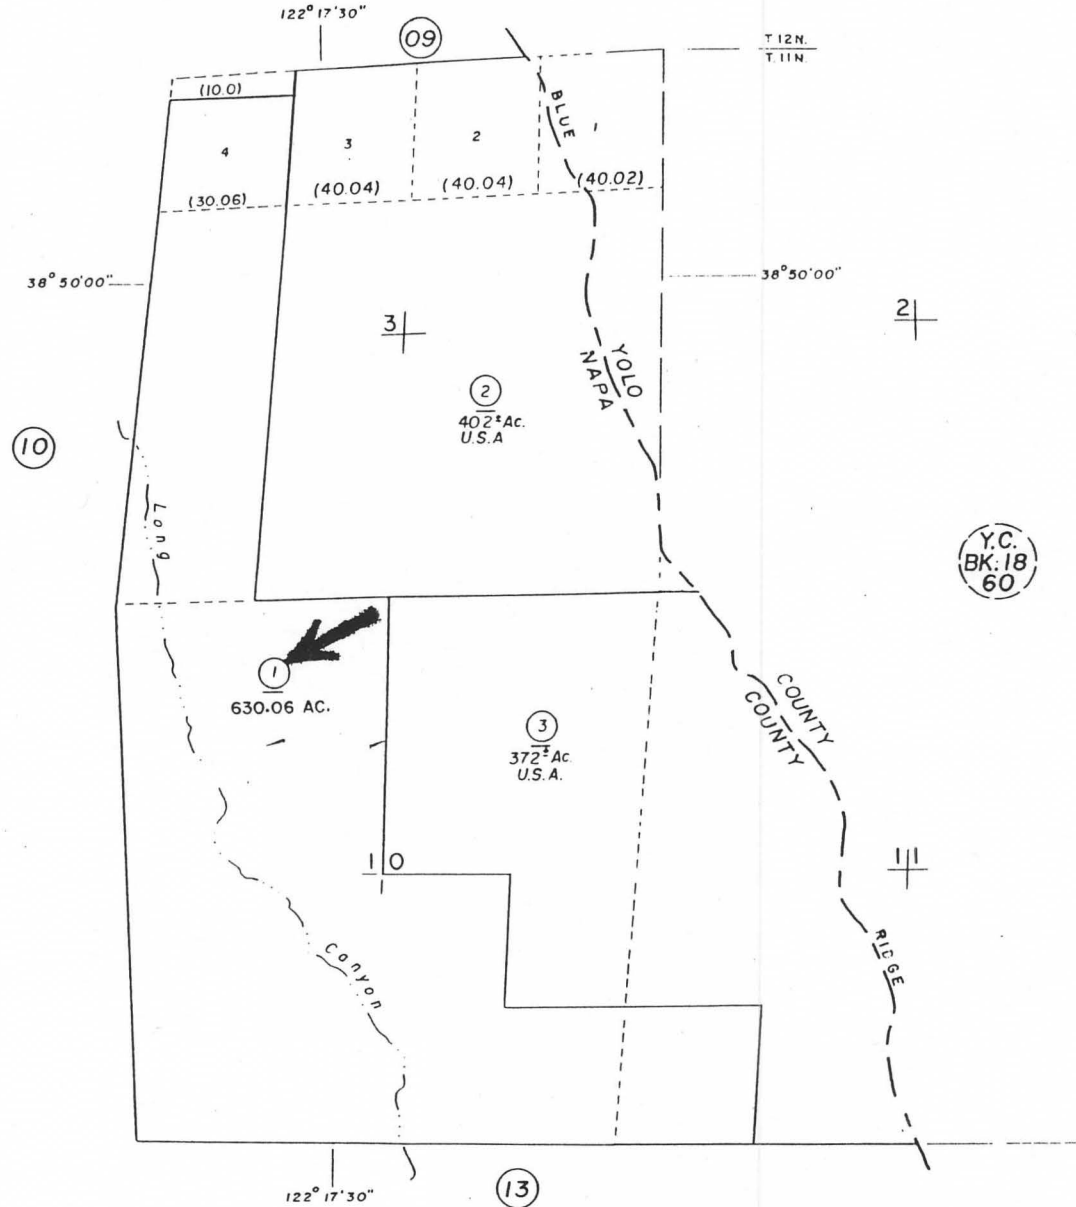 122° 17' 30"
09
T 12N.
T. 11N.
(10.0)
BLUE
4
3
2
1
(30.06)
(40.04)
(40.04)
(40.02)
38° 50' 00"
38° 50' 00"
3
2
YOLO
NAPA
2
402± Ac.
U.S.A
10
Long
Y.C.
BK: 18
60
1
630.06 AC.
3
372± Ac.
U.S.A.
COUNTY
COUNTY
10
11
RIDGE
Canyon
122° 17' 30"
13